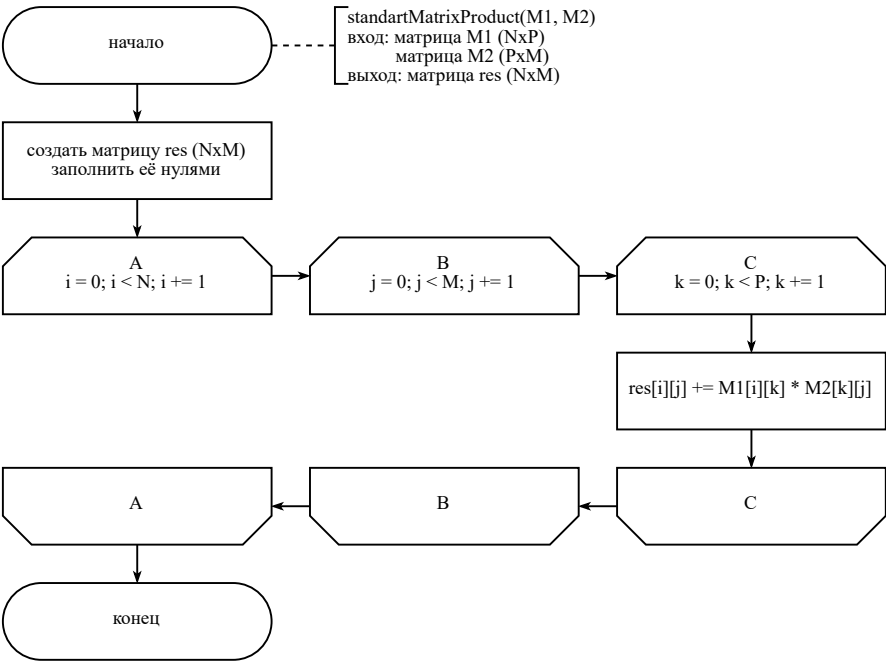 начало
standartMatrixProduct(M1, M2)
вход: матрица M1 (NxP)
матрица M2 (PxM)
выход: матрица res (NxM)
создать матрицу res (NxM)
заполнить её нулями
A
i = 0; i < N; i += 1
B
j = 0; j < M; j += 1
C
k = 0; k < P; k += 1
res[i][j] += M1[i][k] * M2[k][j]
A
B
C
конец